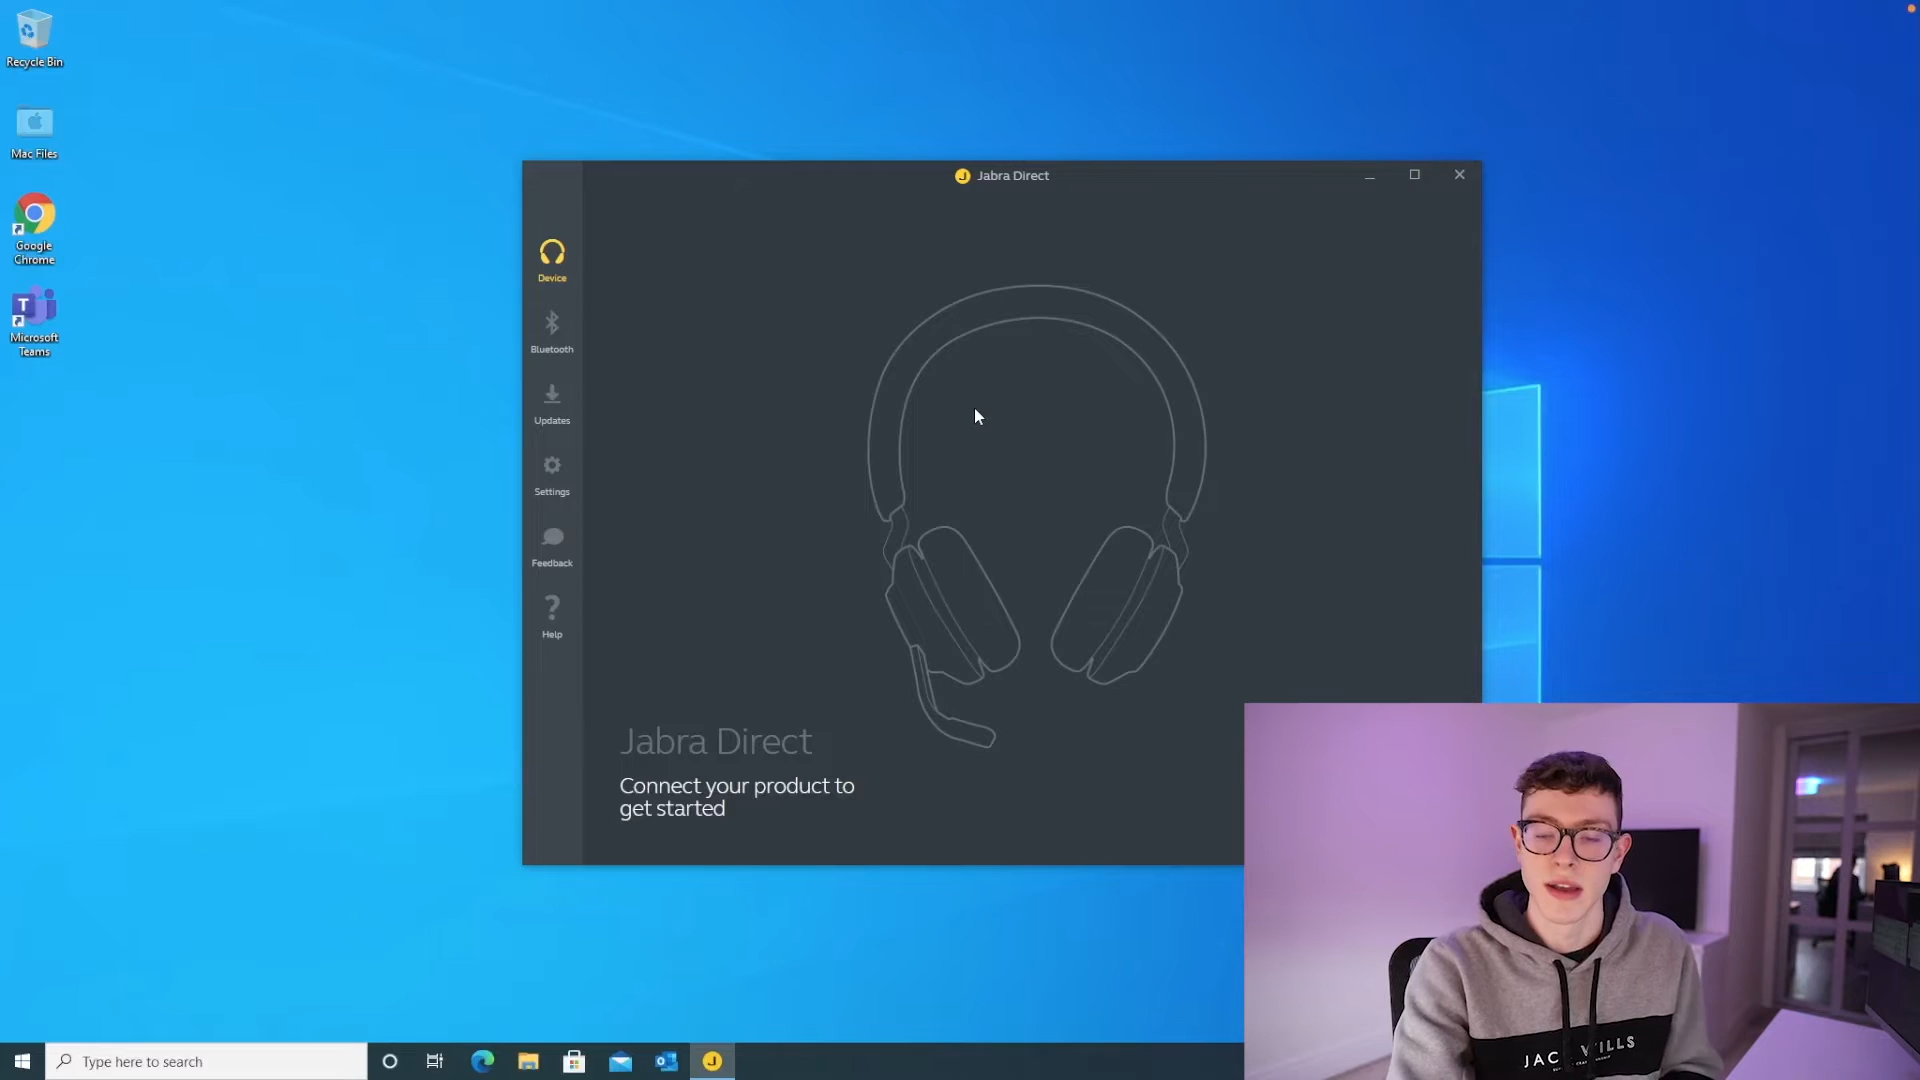 Recycle Bin
Mac Files
Google
Chrome
Microsoft
Teams
Jabra Direct
Device
Bluetooth
Updates
Settings
Feedback
Help
Jabra Direct
Connect your product to
get started
Type here to search
WILLS